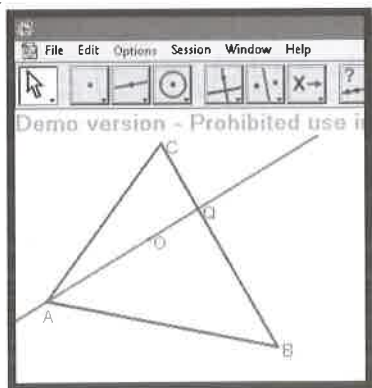 File Edit Options Session Window Help
X→ ?
Demo version - Prohibited use i
C
Q
O
A
B